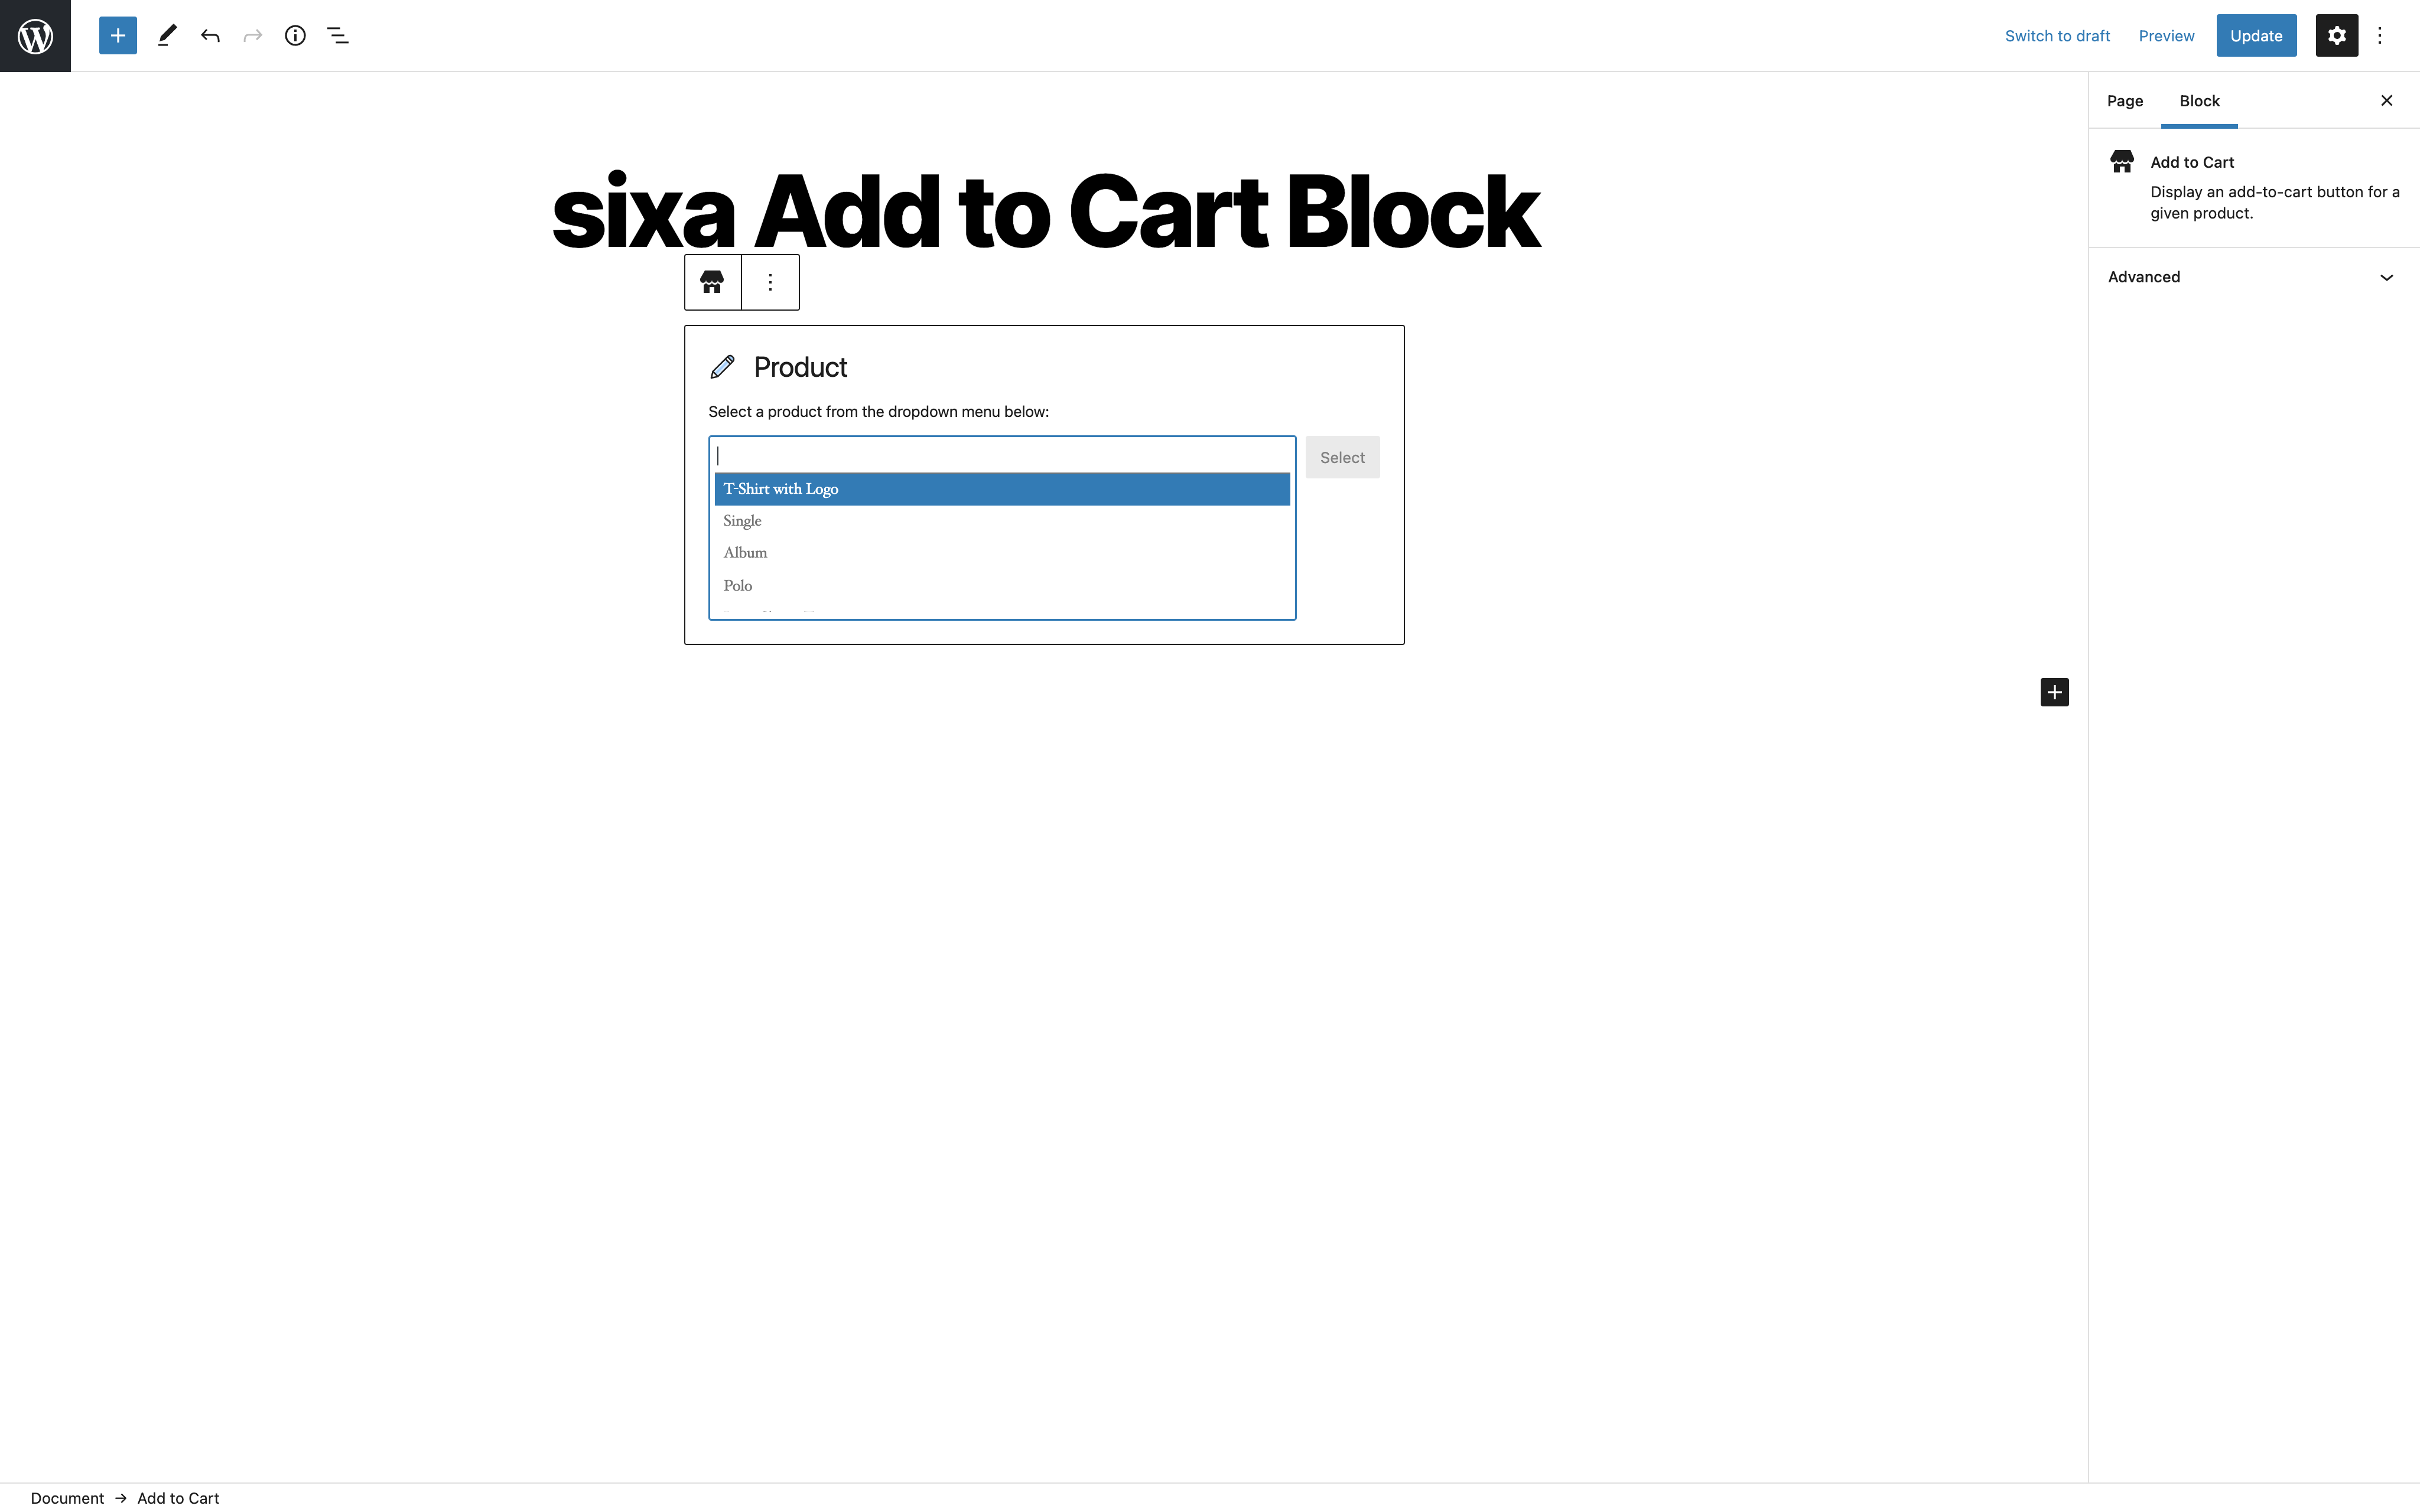 Switch to draft
Preview
Update
Page
Block
Add to Cart
Display an add-to-cart button for a
given product.
Advanced
sixa Add to Cart Block
Product
Select a product from the dropdown menu below:
Select
T-Shirt with Logo
Single
Album
Polo
Document → Add to Cart